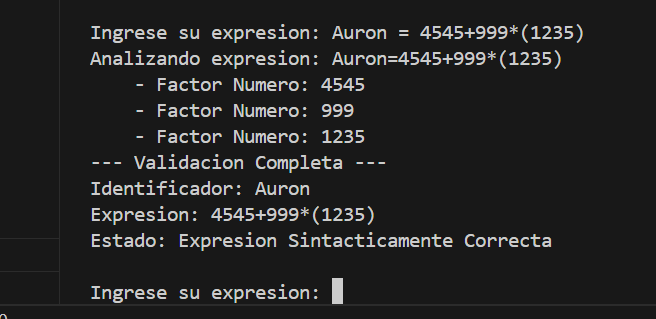 Ingrese su expresion: Auron = 4545+999*(1235)
Analizando expresion: Auron=4545+999*(1235)
    - Factor Numero: 4545
    - Factor Numero: 999
    - Factor Numero: 1235
--- Validacion Completa ---
Identificador: Auron
Expresion: 4545+999*(1235)
Estado: Expresion Sintacticamente Correcta
Ingrese su expresion: